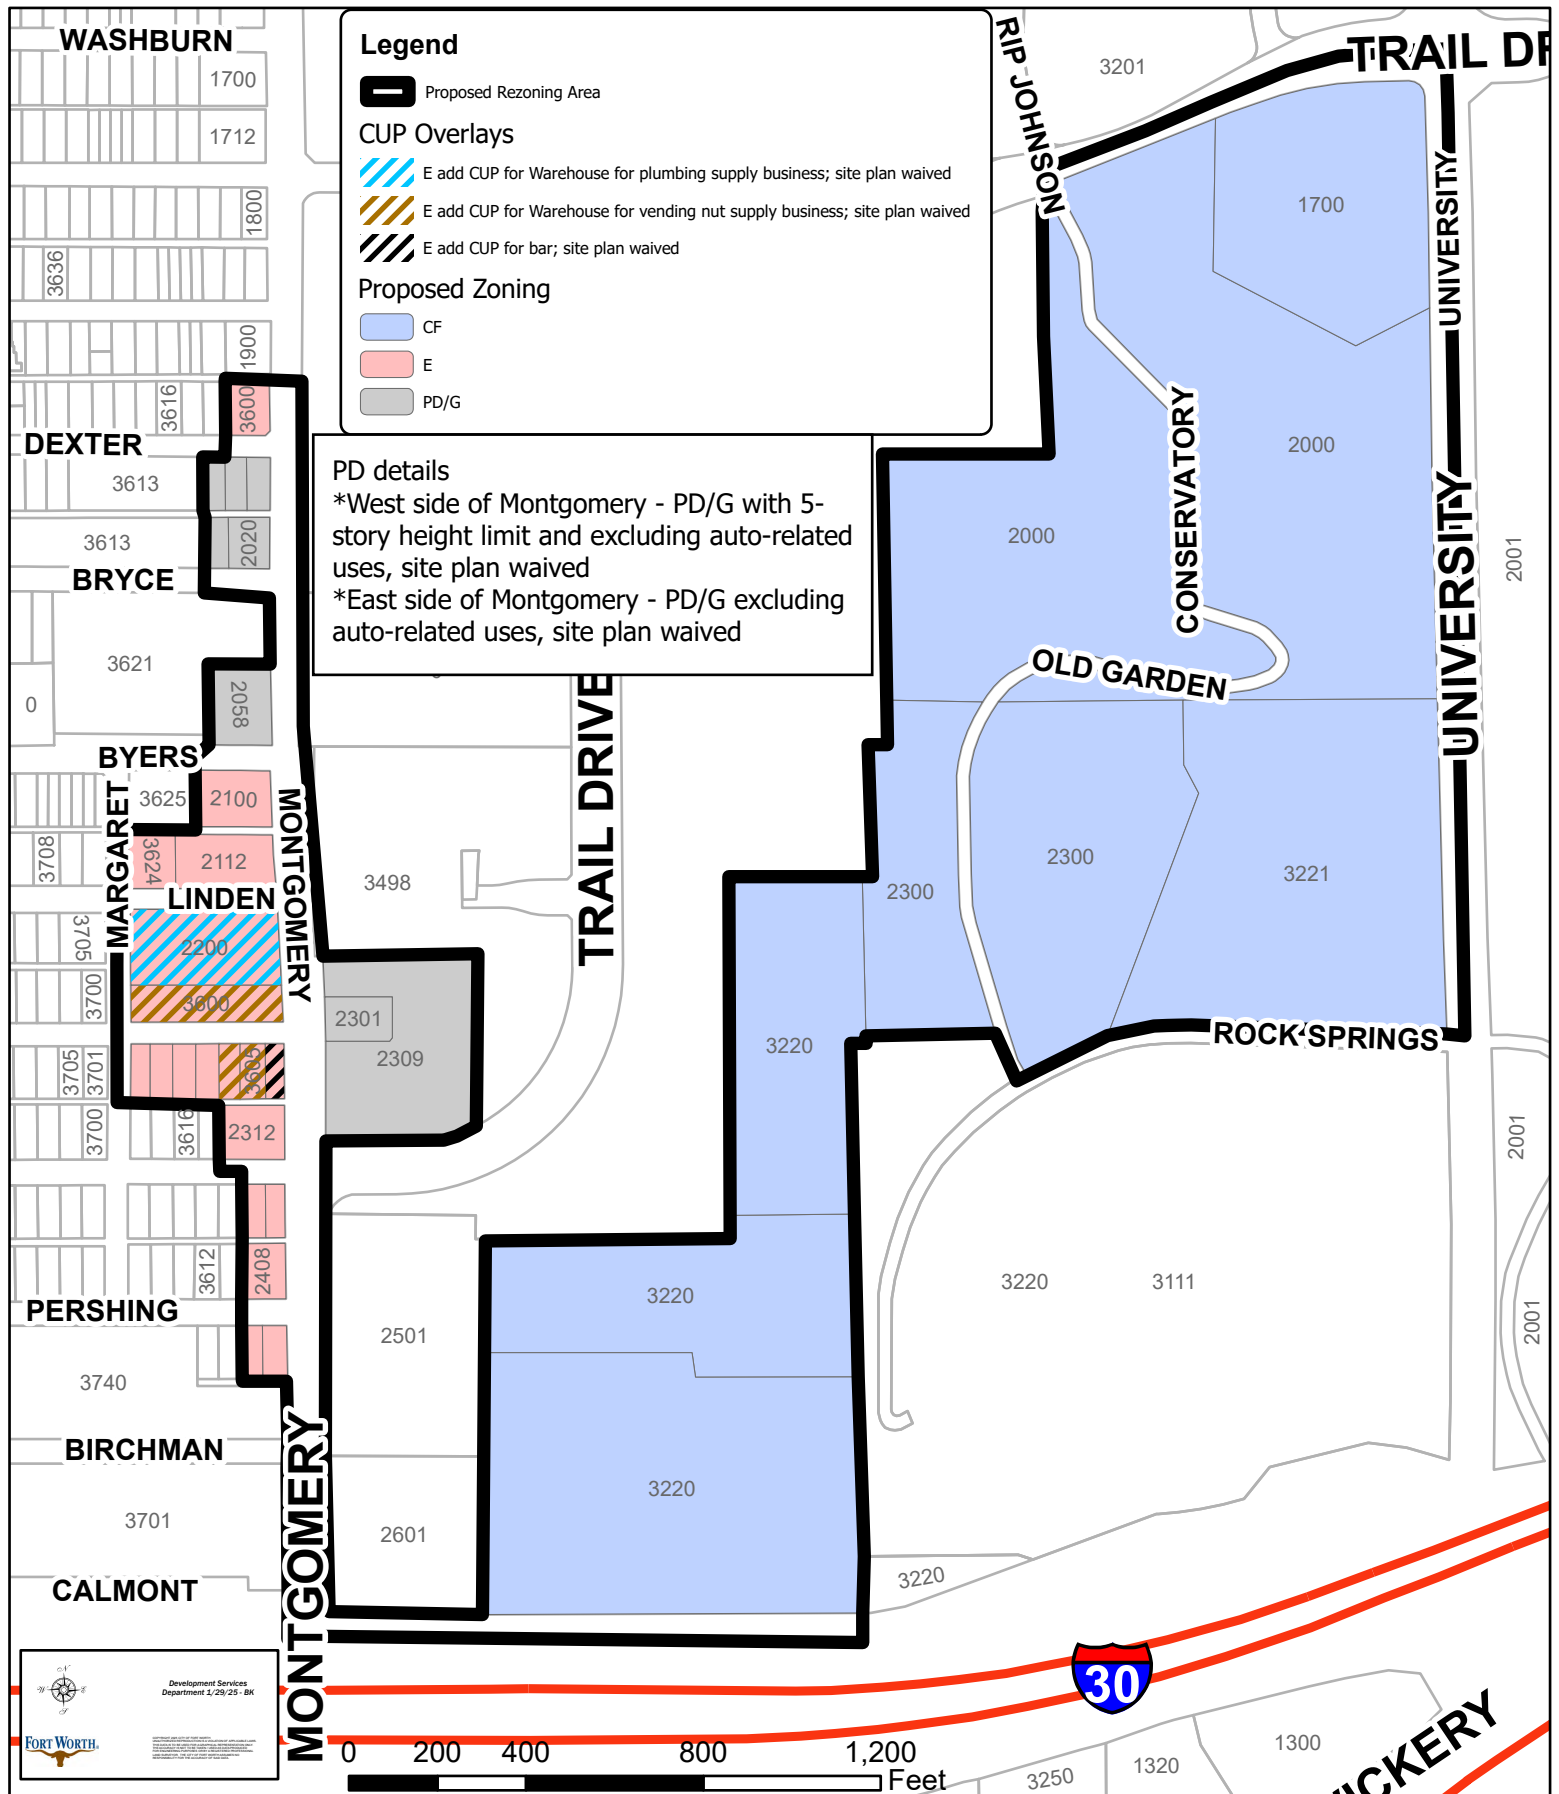 WASHBURN
1700
1712
1800
3636
1900
3616
3600
DEXTER
3613
3613
2020
BRYCE
3621
0
2058
BYERS
3625
2100
MARGARET
MONTGOMERY
3708
3624
2112
LINDEN
3705
2200
3700
3600
3705
3701
3605
3700
3616
2312
3612
2408
PERSHING
3740
BIRCHMAN
3701
CALMONT
MONTGOMERY
Legend
Proposed Rezoning Area
CUP Overlays
E add CUP for Warehouse for plumbing supply business; site plan waived
E add CUP for Warehouse for vending nut supply business; site plan waived
E add CUP for bar; site plan waived
Proposed Zoning
CF
E
PD/G
PD details
*West side of Montgomery - PD/G with 5-
story height limit and excluding auto-related
uses, site plan waived
*East side of Montgomery - PD/G excluding
auto-related uses, site plan waived
TRAIL DRIVE
3498
2301
2309
2501
2601
3220
3220
3220
RIP JOHNSON
3201
TRAIL DR
1700
UNIVERSITY
CONSERVATORY
2000
2000
2001
UNIVERSITY
OLD GARDEN
2300
2300
3221
ROCK SPRINGS
3220
3111
2001
2001
3220
30
VICKERY
1300
1320
3250
N
W
E
S
Development Services
Department 1/29/25 - BK
FORT WORTH®
0 200 400 800 1,200
Feet